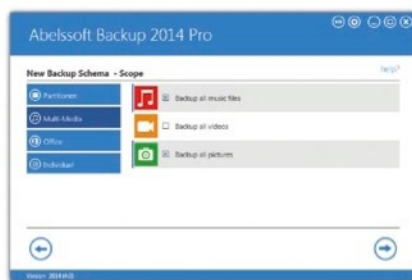 Abelssoft Backup 2014 Pro
New Backup Schema - Scope
help?
Partitionen
Multi-Media
Office
Individuell
Backup all music files
Backup all videos
Backup all pictures